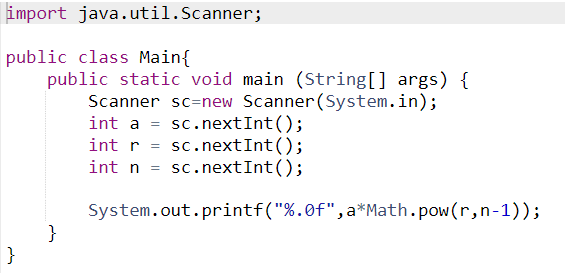 import java.util.Scanner;
public class Main{
public static void main (String[] args) {
Scanner sc=new Scanner(System.in);
int a = sc.nextInt();
int r = sc.nextInt();
int n = sc.nextInt();
System.out.printf("%.0f",a*Math.pow(r,n-1));
}
}